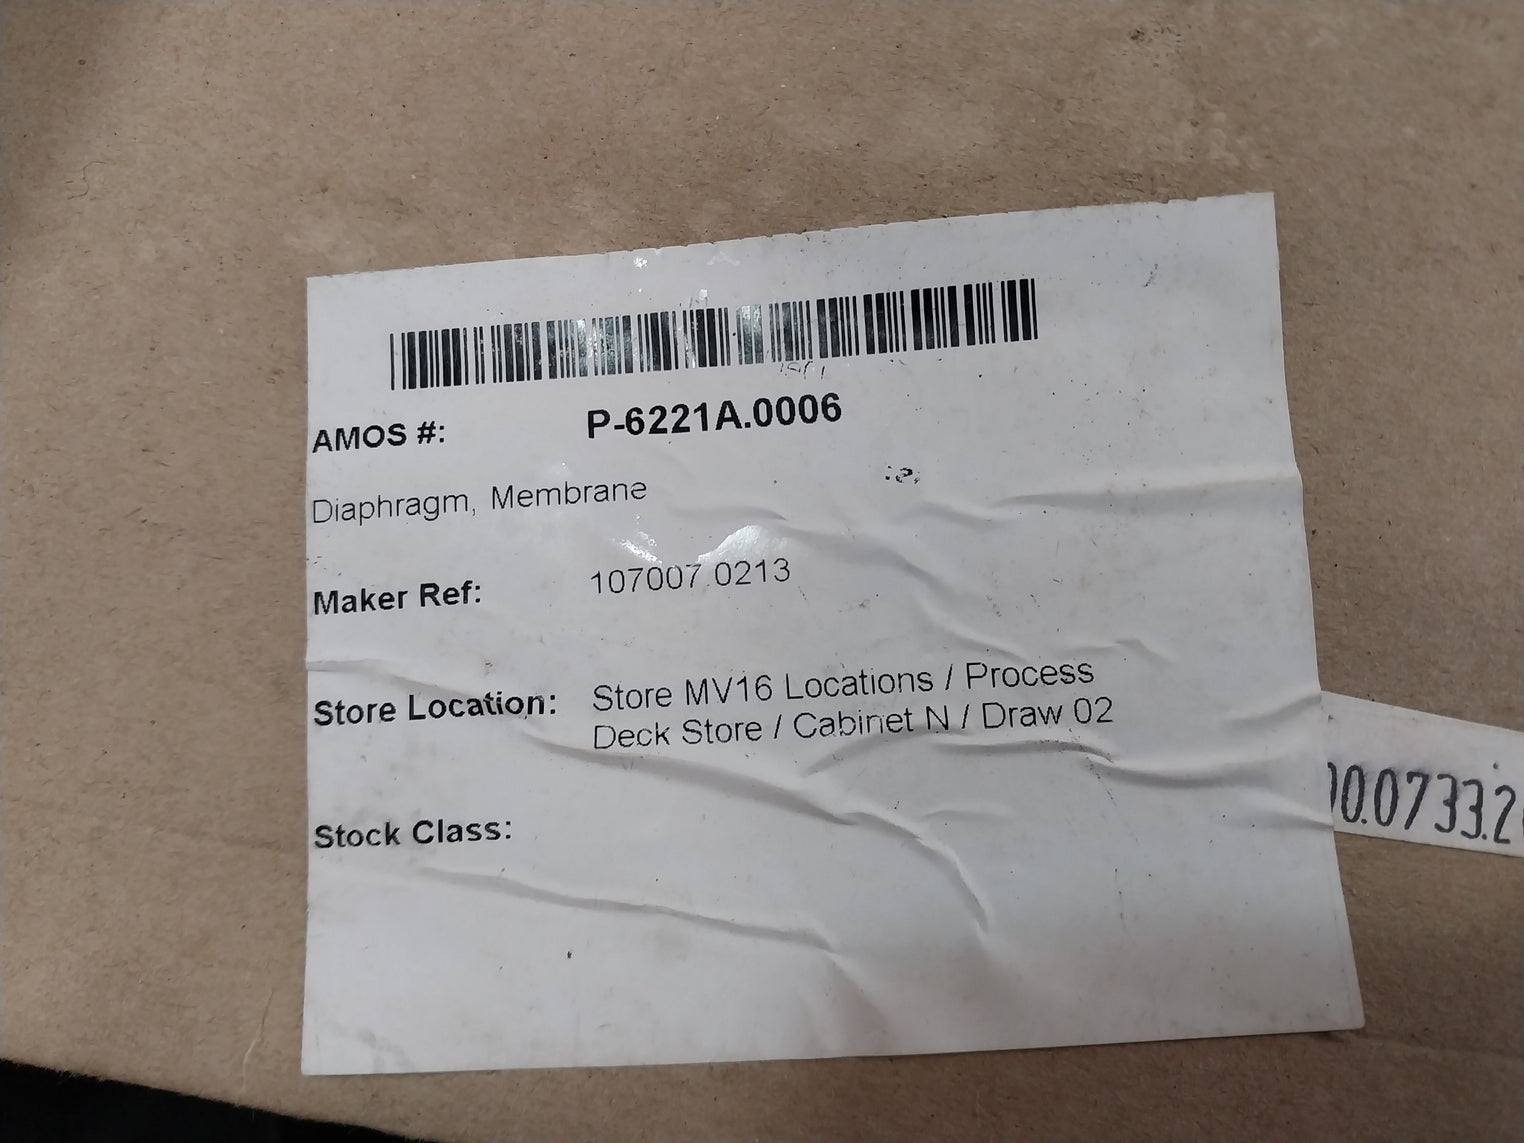 AMOS #: P-6221A.0006
Diaphragm, Membrane
Maker Ref: 107007.0213
Store Location: Store MV16 Locations / Process
Deck Store / Cabinet N / Draw 02
Stock Class:
0.0733.2